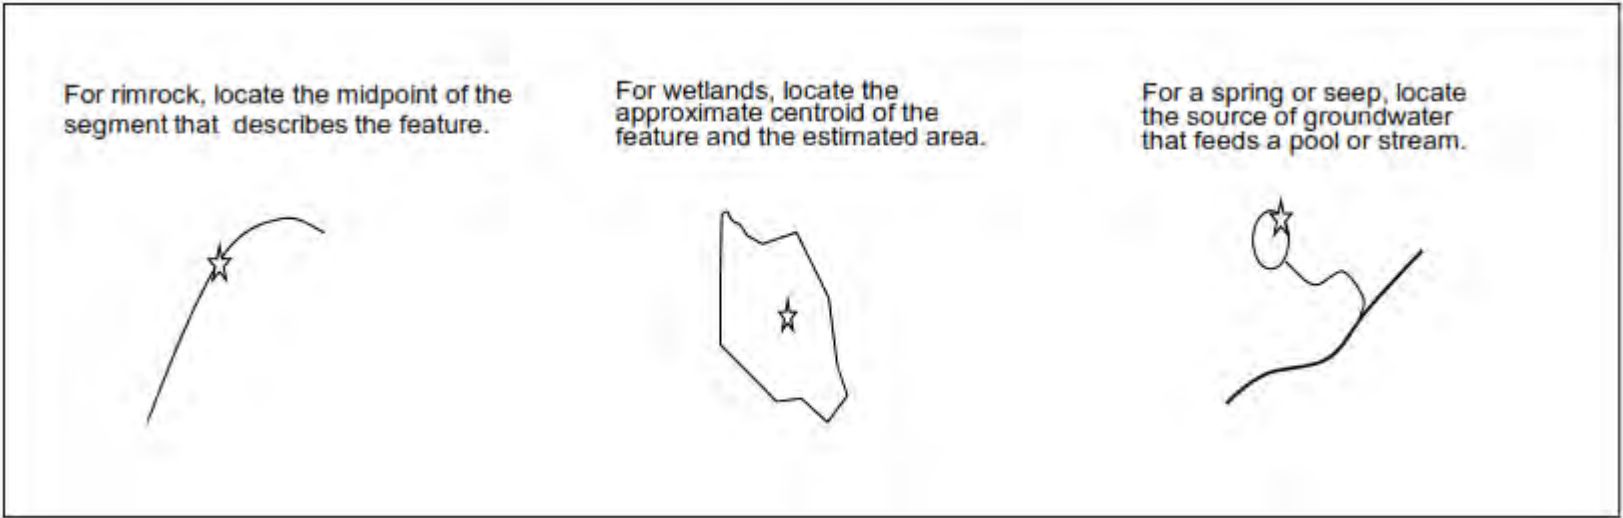 For rimrock, locate the midpoint of the
segment that describes the feature.
For wetlands, locate the
approximate centroid of the
feature and the estimated area.
For a spring or seep, locate
the source of groundwater
that feeds a pool or stream.